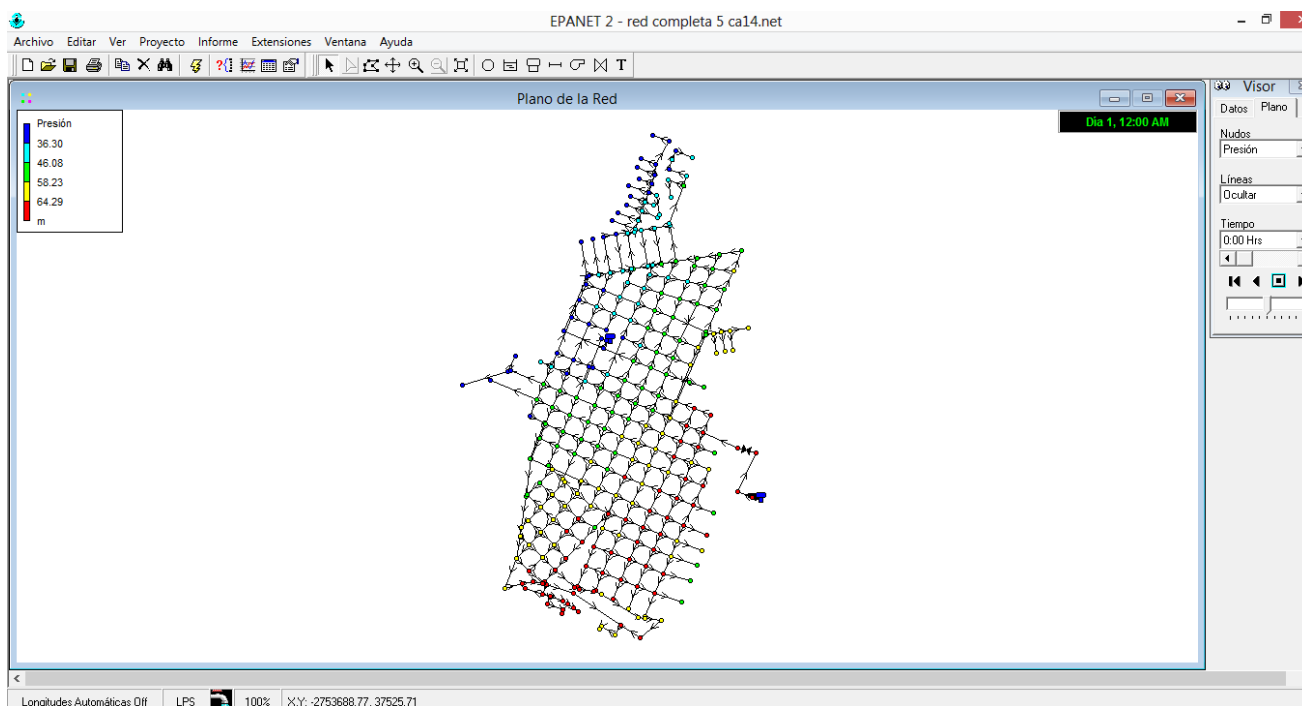 EPANET 2 - red completa 5 ca14.net
Archivo Editar Ver Proyecto Informe Extensiones Ventana Ayuda
T
Plano de la Red
Visor
Datos Plano
Presión
36.30
46.08
58.23
64.29
m
Dia 1, 12:00 AM
Nudos
Presión
Líneas
Ocultar
Tiempo
0:00 Hrs
Longitudes Automáticas Off LPS 100% X,Y: -2753688.77, 37525.71